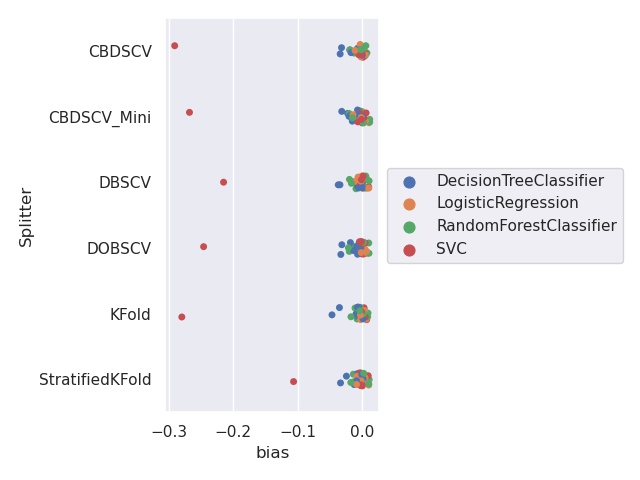 CBDSCV
CBDSCV_Mini
DBSCV
DOBSCV
KFold
StratifiedKFold
Splitter
−0.3 −0.2 −0.1 0.0
bias
DecisionTreeClassifier
LogisticRegression
RandomForestClassifier
SVC